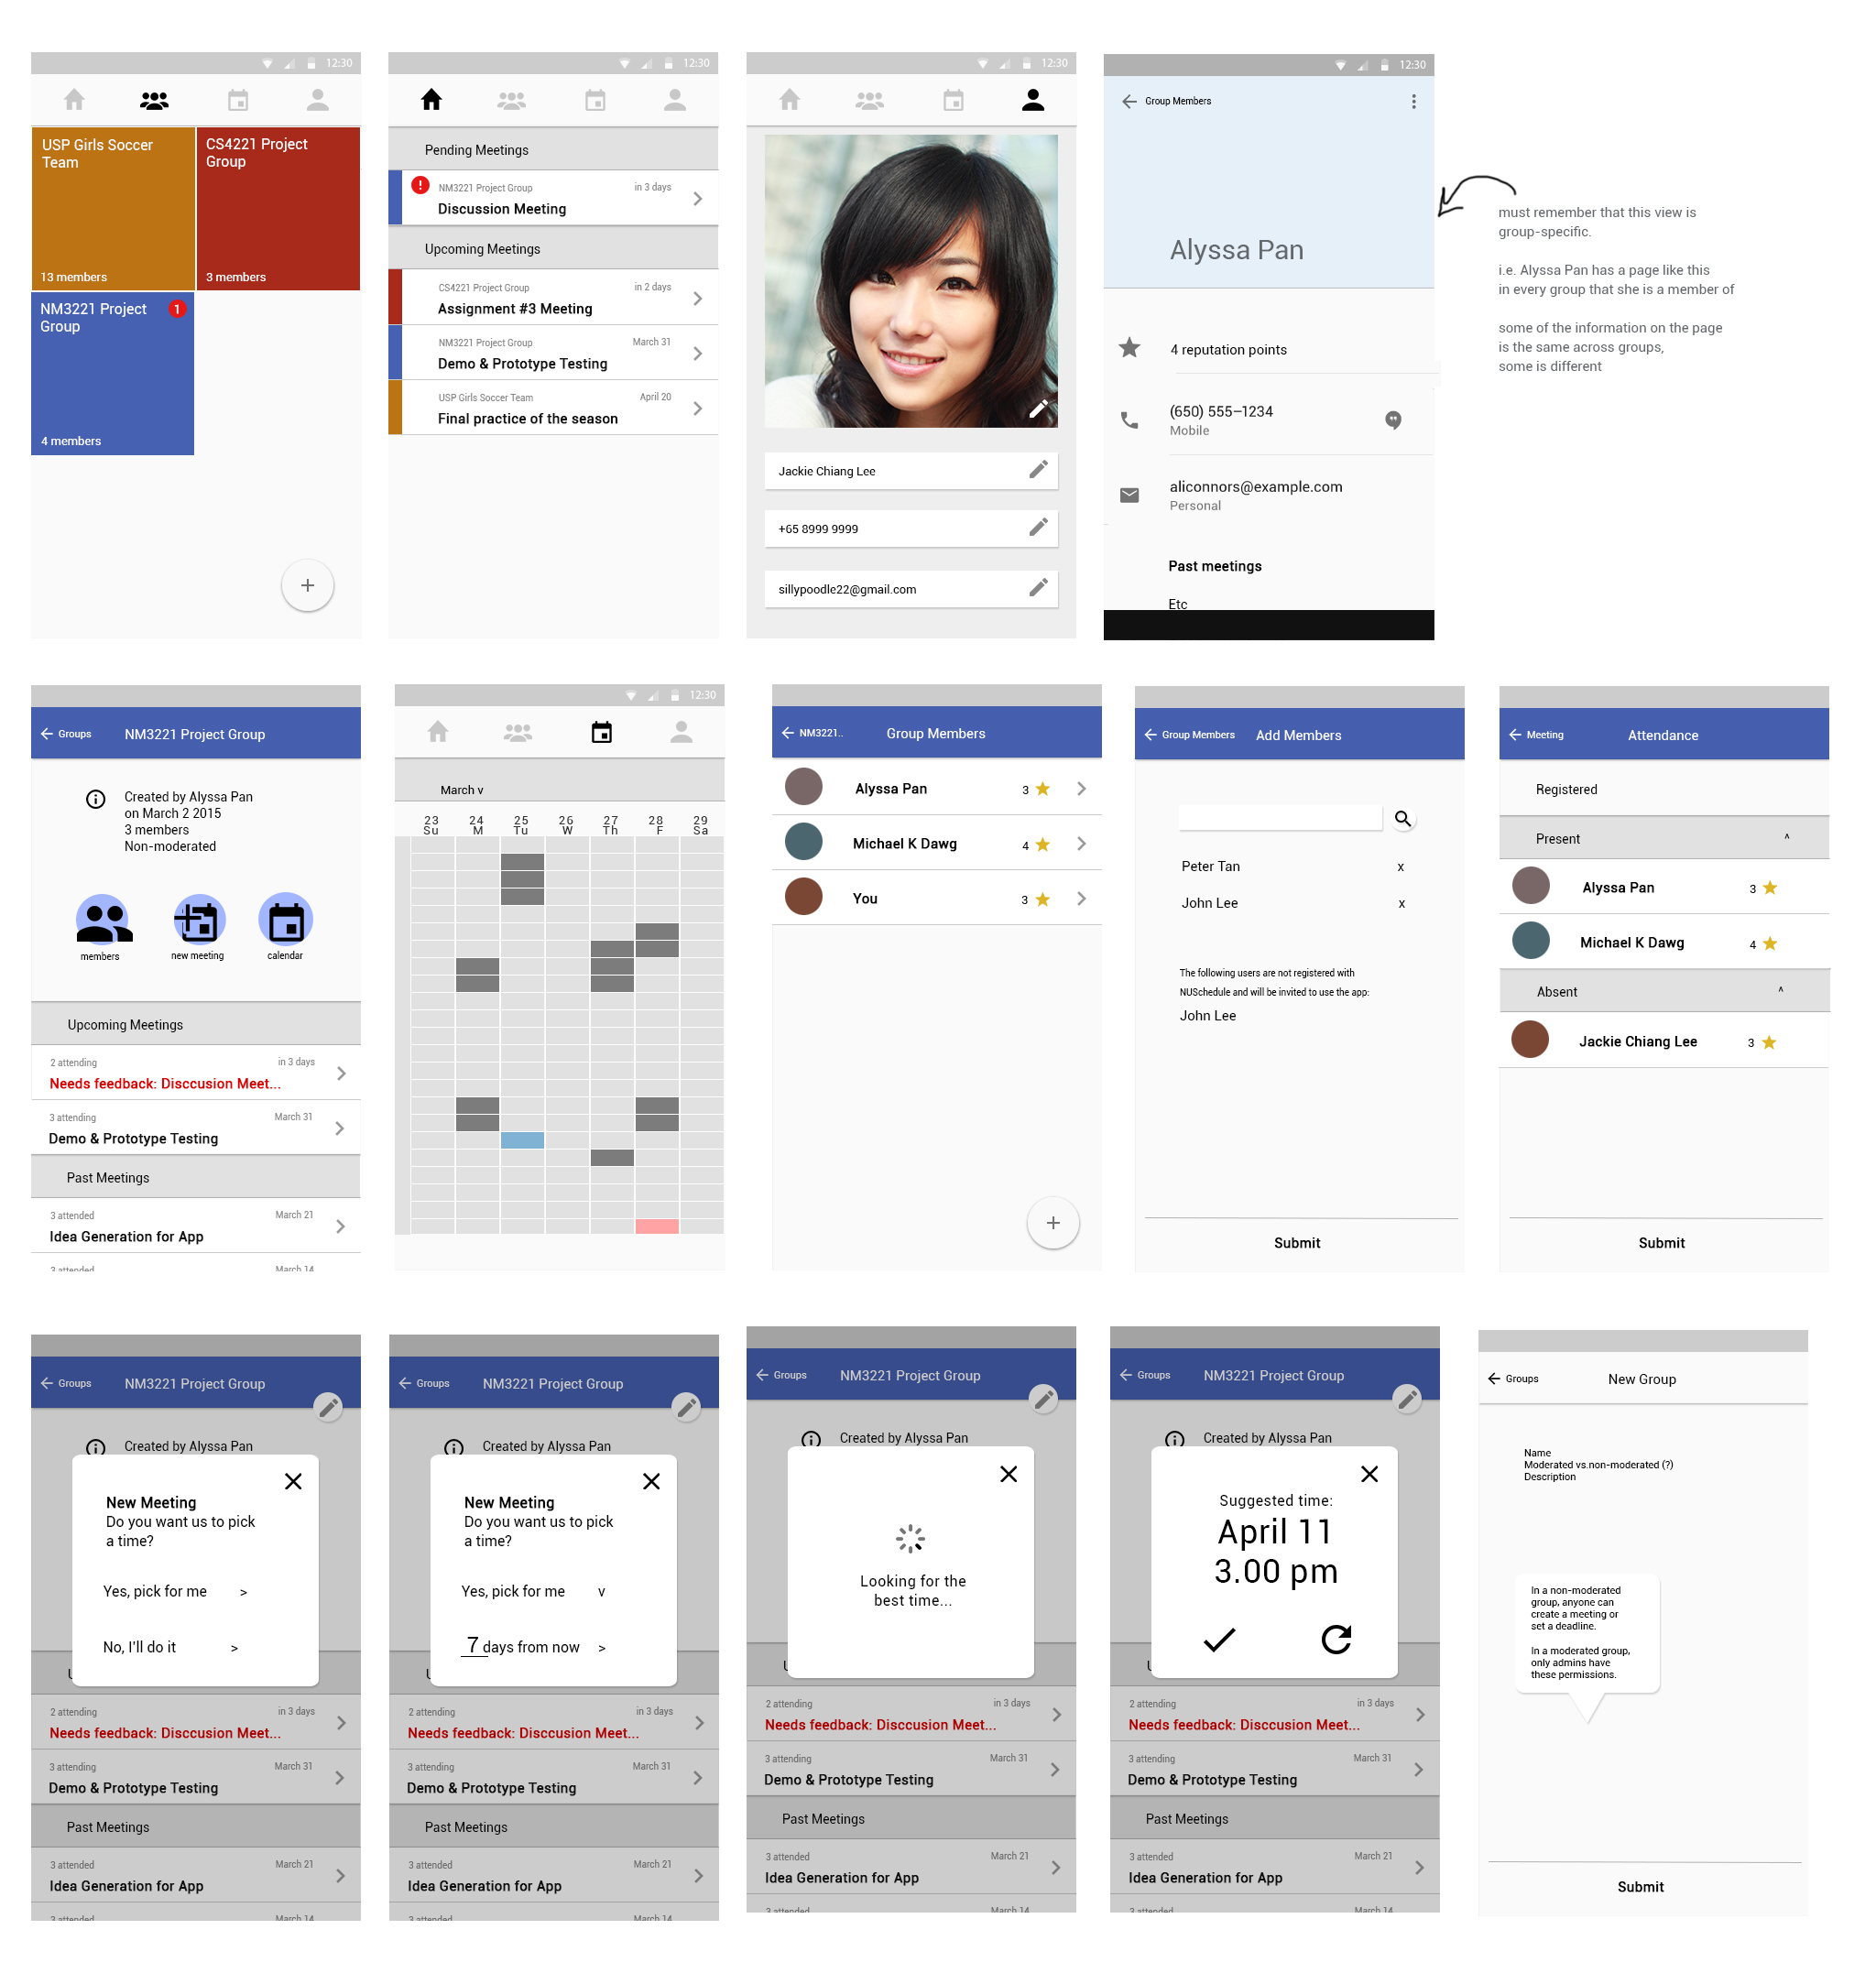 12:30
USP Girls Soccer
Team
13 members
CS4221 Project
Group
3 members
NM3221 Project
Group
1
4 members
12:30
Pending Meetings
!
NM3221 Project Group
in 3 days
Discussion Meeting
Upcoming Meetings
CS4221 Project Group
in 2 days
Assignment #3 Meeting
NM3221 Project Group
March 31
Demo & Prototype Testing
USP Girls Soccer Team
April 20
Final practice of the season
12:30
Jackie Chiang Lee
+65 8999 9999
sillypoodle22@gmail.com
12:30
Group Members
Alyssa Pan
4 reputation points
(650) 555–1234
Mobile
aliconnors@example.com
Personal
Past meetings
Etc
must remember that this view is
group-specific.
i.e. Alyssa Pan has a page like this
in every group that she is a member of
some of the information on the page
is the same across groups,
some is different
Groups
NM3221 Project Group
Created by Alyssa Pan
on March 2 2015
3 members
Non-moderated
members
new meeting
calendar
Upcoming Meetings
2 attending
in 3 days
Needs feedback: Disccusion Meet...
3 attending
March 31
Demo & Prototype Testing
Past Meetings
3 attended
March 21
Idea Generation for App
3 attended
March 14
12:30
March v
23 24 25 26 27 28 29
Su M Tu W Th F Sa
NM3221..
Group Members
Alyssa Pan
3
Michael K Dawg
4
You
3
+
Group Members
Add Members
Peter Tan x
John Lee x
The following users are not registered with
NUSchedule and will be invited to use the app:
John Lee
Submit
Meeting
Attendance
Registered
Present ^
Alyssa Pan
3
Michael K Dawg
4
Absent ^
Jackie Chiang Lee
3
Submit
Groups
NM3221 Project Group
Created by Alyssa Pan
New Meeting
Do you want us to pick
a time?
Yes, pick for me >
No, I'll do it >
2 attending
in 3 days
Needs feedback: Disccusion Meet...
3 attending
March 31
Demo & Prototype Testing
Past Meetings
3 attended
March 21
Idea Generation for App
3 attended
March 14
Groups
NM3221 Project Group
Created by Alyssa Pan
New Meeting
Do you want us to pick
a time?
Yes, pick for me v
7 days from now >
2 attending
in 3 days
Needs feedback: Disccusion Meet...
3 attending
March 31
Demo & Prototype Testing
Past Meetings
3 attended
March 21
Idea Generation for App
3 attended
March 14
Groups
NM3221 Project Group
Created by Alyssa Pan
Looking for the
best time...
2 attending
in 3 days
Needs feedback: Disccusion Meet...
3 attending
March 31
Demo & Prototype Testing
Past Meetings
3 attended
March 21
Idea Generation for App
3 attended
March 14
Groups
NM3221 Project Group
Created by Alyssa Pan
Suggested time:
April 11
3.00 pm
2 attending
in 3 days
Needs feedback: Disccusion Meet...
3 attending
March 31
Demo & Prototype Testing
Past Meetings
3 attended
March 21
Idea Generation for App
3 attended
March 14
Groups
New Group
Name
Moderated vs.non-moderated (?)
Description
In a non-moderated
group, anyone can
create a meeting or
set a deadline.
In a moderated group,
only admins have
these permissions.
Submit